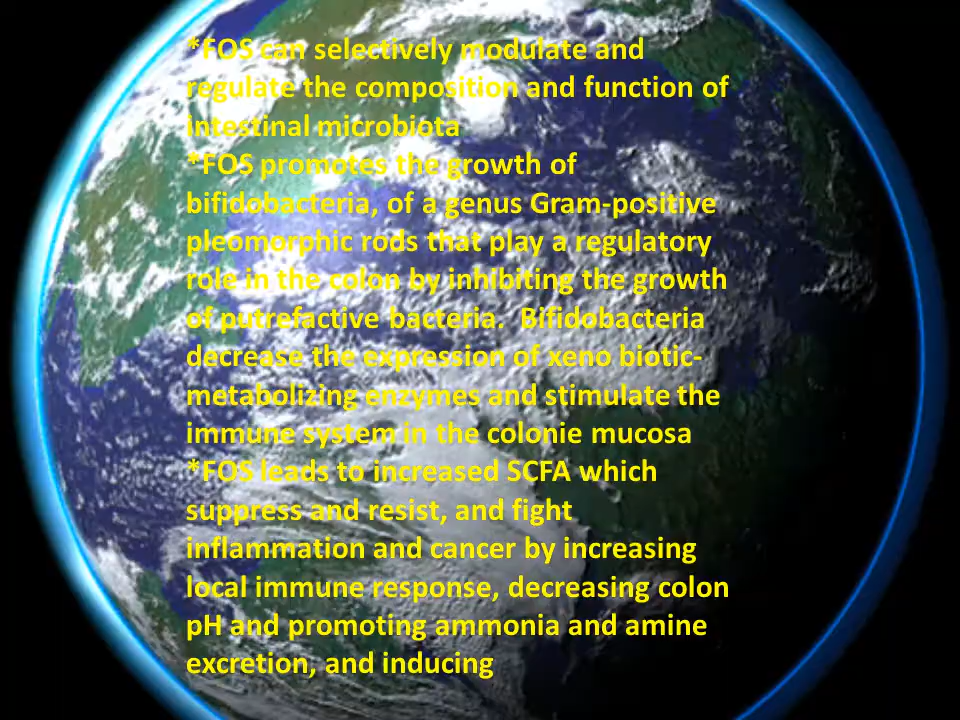 *FOS can selectively modulate and
regulate the composition and function of
intestinal microbiota
*FOS promotes the growth of
bifidobacteria, of a genus Gram-positive
pleomorphic rods that play a regulatory
role in the colon by inhibiting the growth
of putrefactive bacteria.  Bifidobacteria
decrease the expression of xeno biotic-
metabolizing enzymes and stimulate the
immune system in the colonie mucosa
*FOS leads to increased SCFA which
suppress and resist, and fight
inflammation and cancer by increasing
local immune response, decreasing colon
pH and promoting ammonia and amine
excretion, and inducing